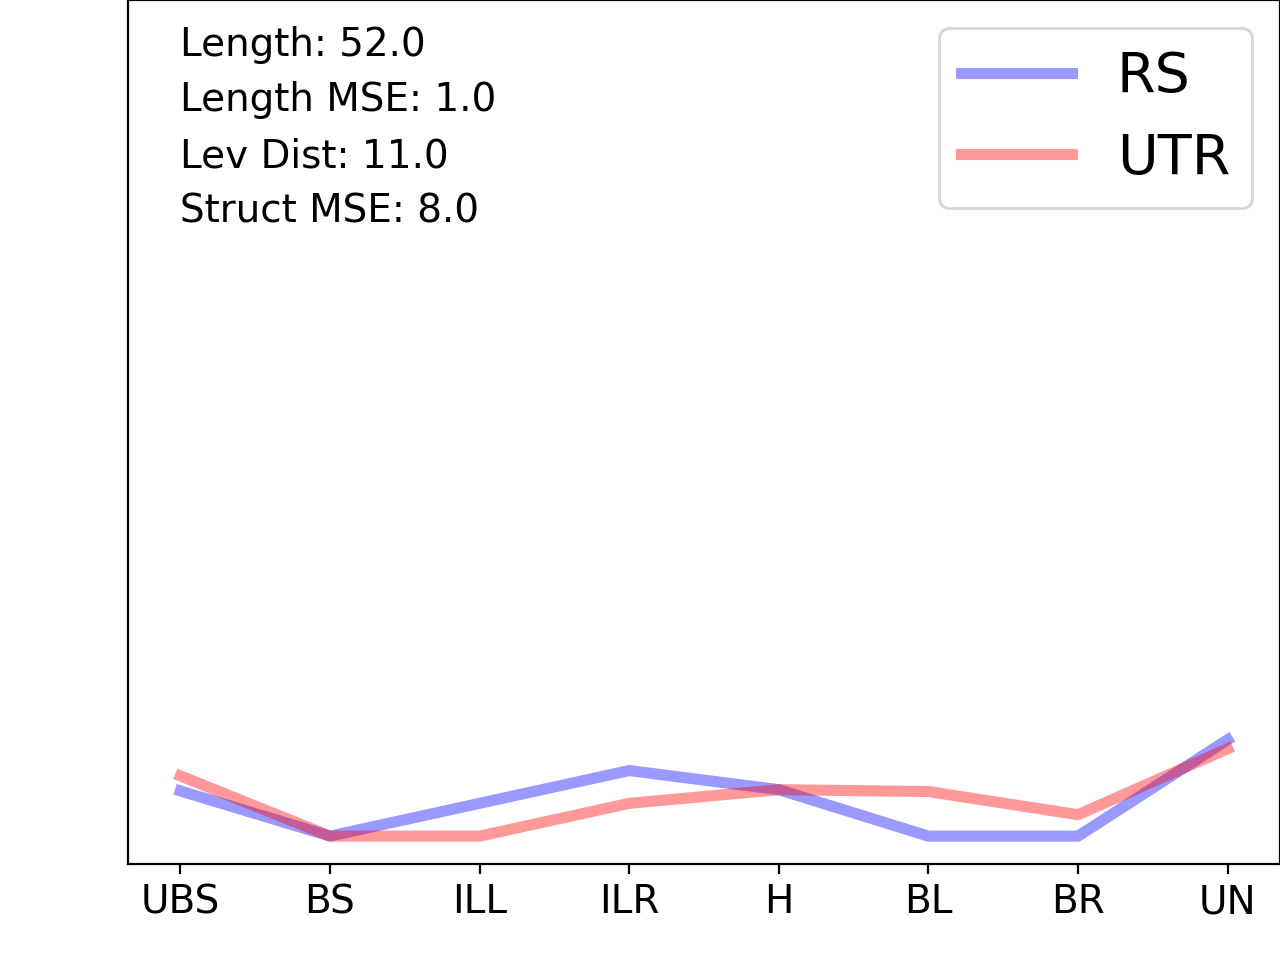 Length: 52.0
Length MSE: 1.0
Lev Dist: 11.0
Struct MSE: 8.0
RS
UTR
UBS BS ILL ILR H BL BR UN